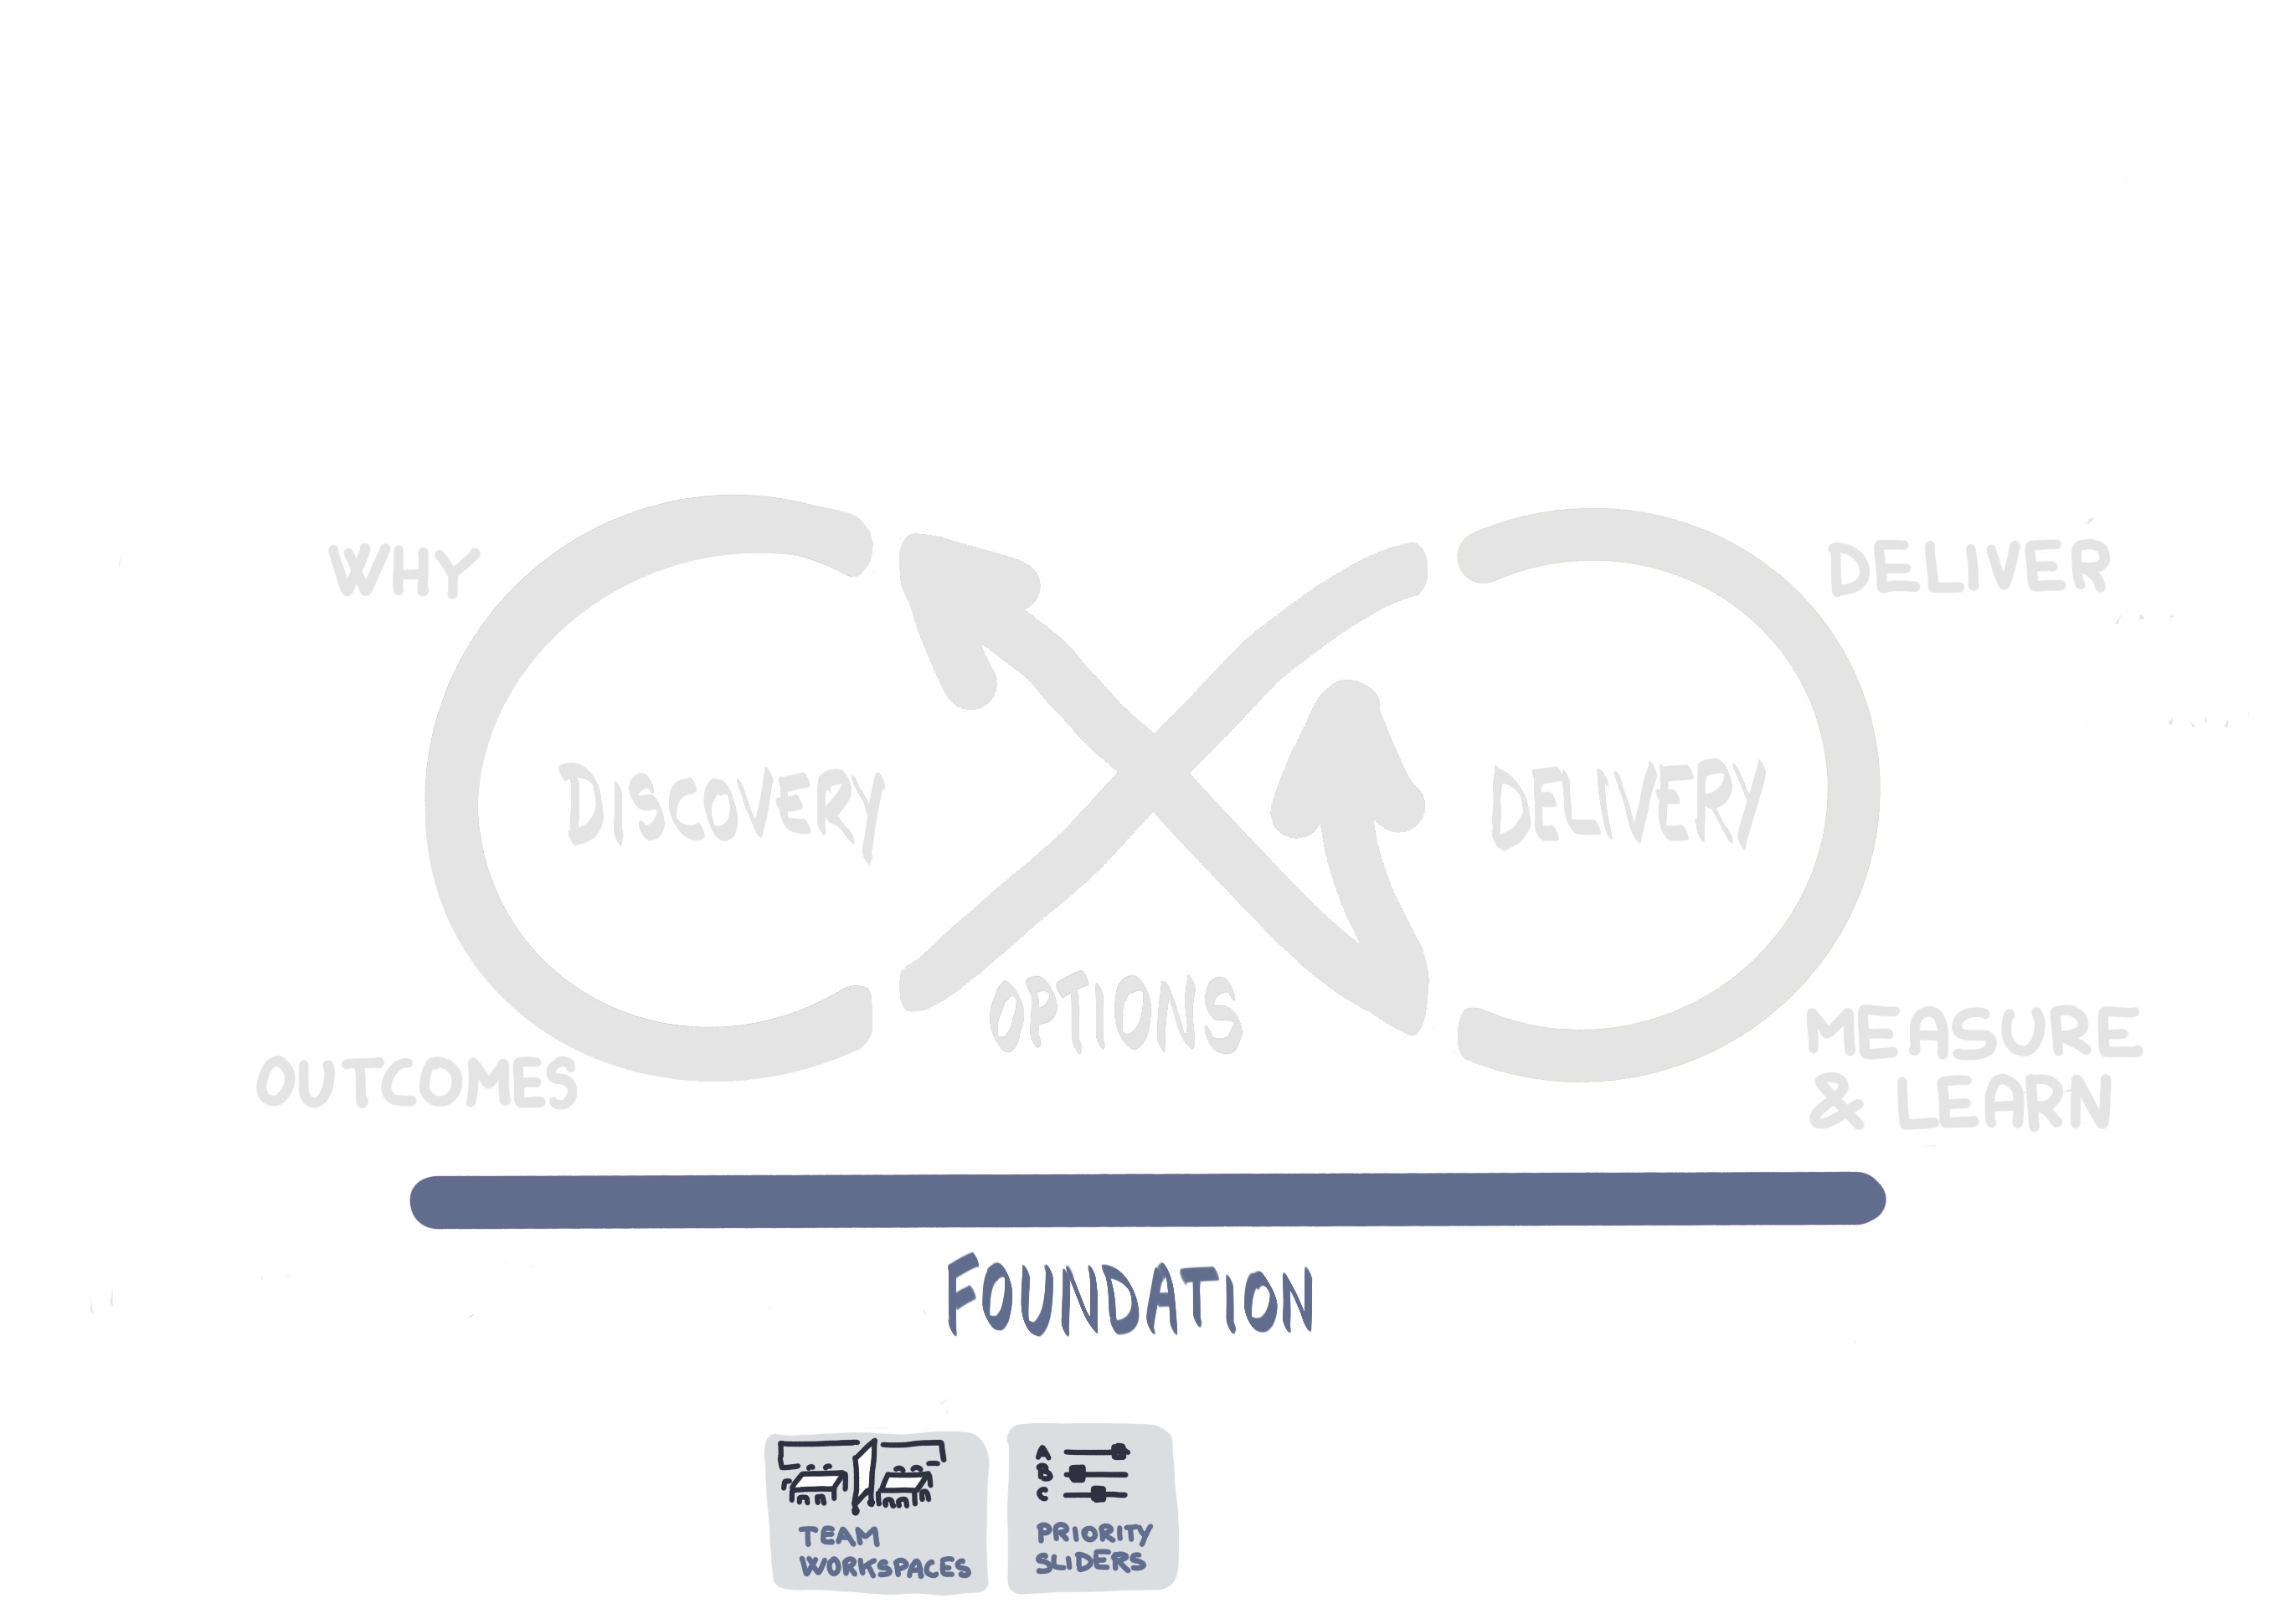 WHY
DELIVER
DISCOVERY
DELIVERY
OPTIONS
OUTCOMES
MEASURE
& LEARN
FOUNDATION
TEAM
WORKSPACES
A
B
C
PRIORITY
SLIDERS